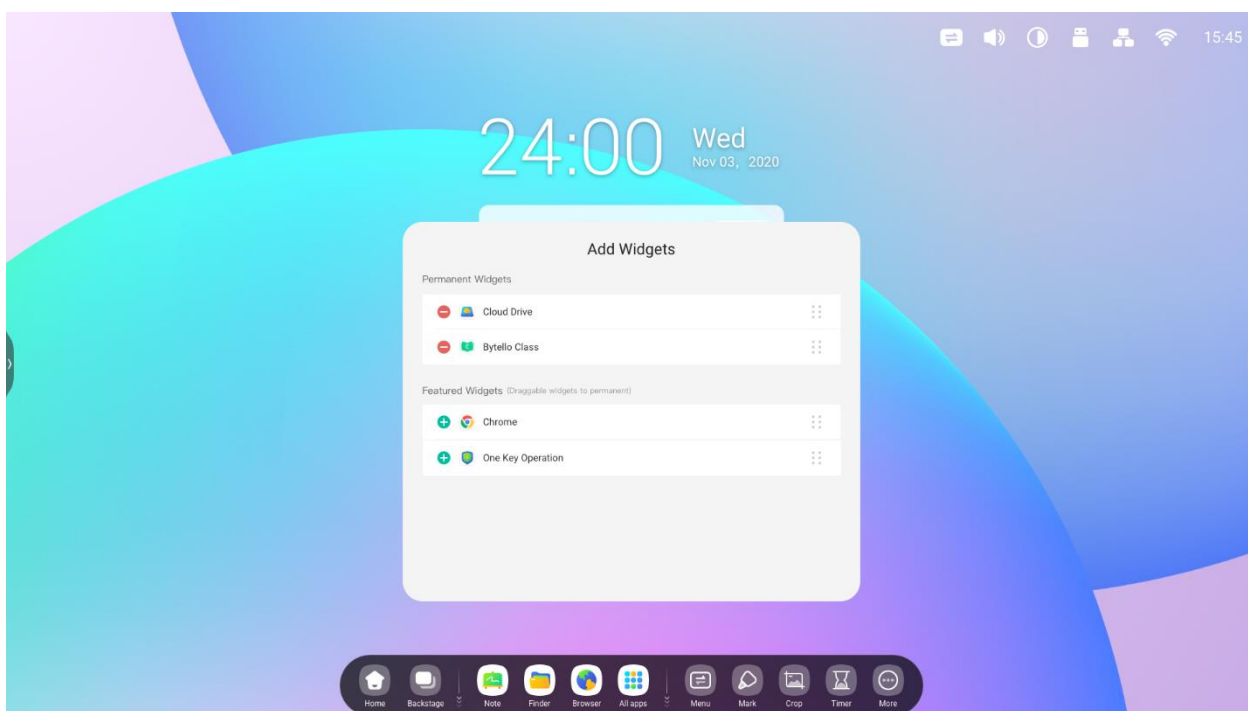 15:45
24:00
Wed
Nov 03, 2020
Add Widgets
Permanent Widgets
Cloud Drive
Bytello Class
Featured Widgets (Draggable widgets to permanent)
Chrome
One Key Operation
Home Backstage Note Finder Browser All apps Menu Mark Crop Timer More